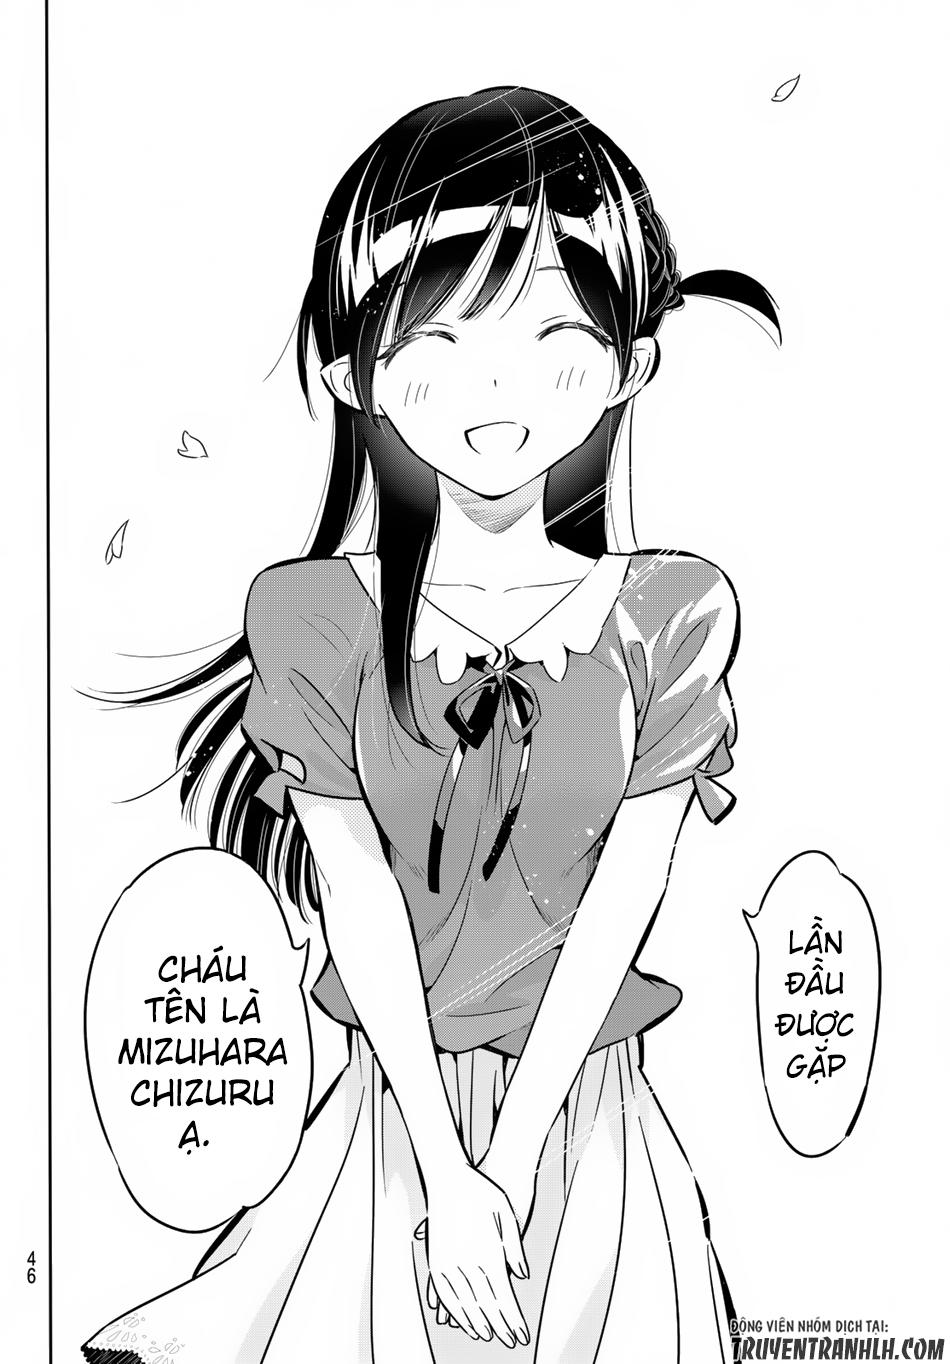 LẦN
ĐẦU
ĐƯỢC
GẶP
CHÁU
TÊN LÀ
MIZUHARA
CHIZURU
Ạ.
46
ĐỘNG VIÊN NHÓM DỊCH TẠI:
TRUYENTRANHLH.COM